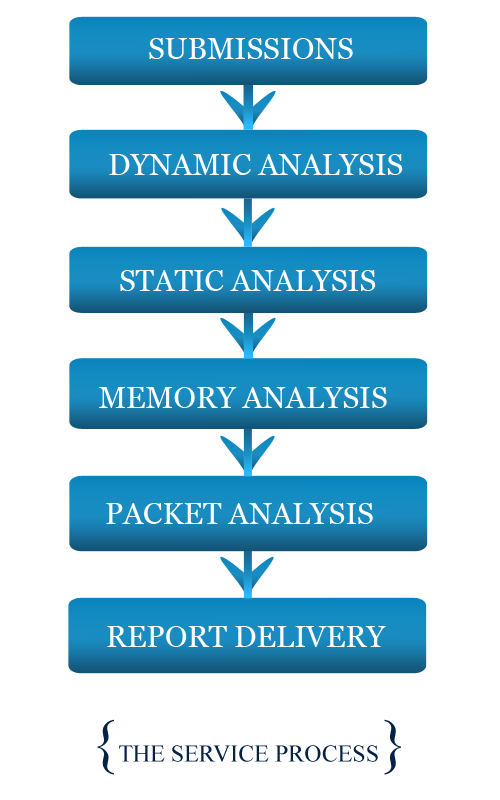 SUBMISSIONS
DYNAMIC ANALYSIS
STATIC ANALYSIS
MEMORY ANALYSIS
PACKET ANALYSIS
REPORT DELIVERY
{THE SERVICE PROCESS}